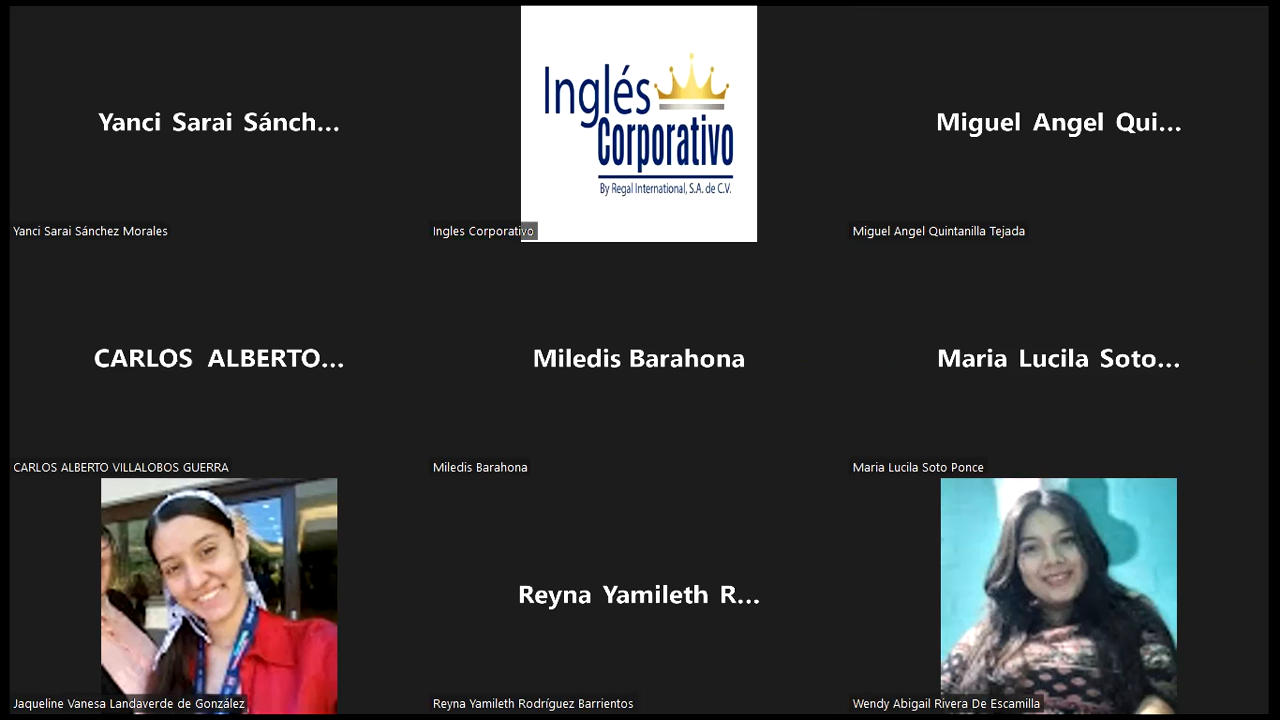 Yanci Sarai Sánch...
Yanci Sarai Sánchez Morales
Inglés
Corporativo
By Regal International, S.A. de C.V.
Ingles Corporativo
Miguel Angel Qui...
Miguel Angel Quintanilla Tejada
CARLOS ALBERTO...
CARLOS ALBERTO VILLALOBOS GUERRA
Miledis Barahona
Miledis Barahona
Maria Lucila Soto...
Maria Lucila Soto Ponce
Jaqueline Vanesa Landaverde de González
Reyna Yamileth R...
Reyna Yamileth Rodríguez Barrientos
Wendy Abigail Rivera De Escamilla